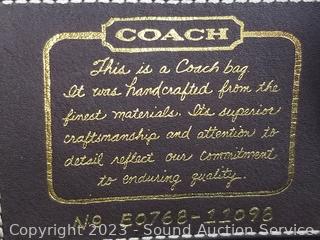 COACH
This is a Coach bag.
It was handcrafted from the
finest materials. Its superior
craftsmanship and attention to
detail reflect our commitment
to enduring quality.
No E0768-11098
Copyright 2023 - Sound Auction Service